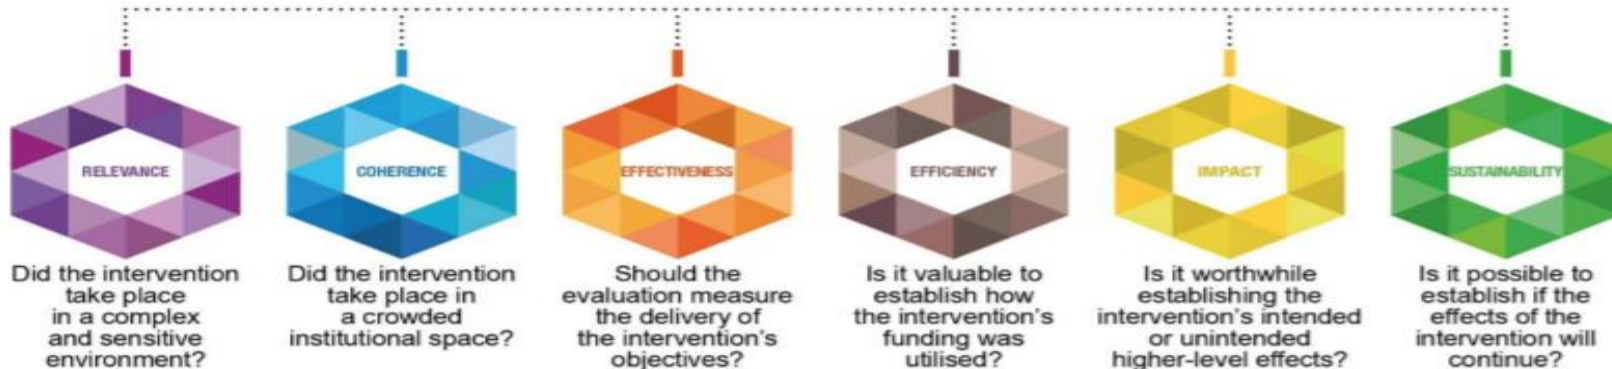 RELEVANCE
COHERENCE
EFFECTIVENESS
EFFICIENCY
IMPACT
SUSTAINABILITY
Did the intervention
take place
in a complex
and sensitive
environment?
Did the intervention
take place in
a crowded
institutional space?
Should the
evaluation measure
the delivery of
the intervention's
objectives?
Is it valuable to
establish how
the intervention's
funding was
utilised?
Is it worthwhile
establishing the
intervention's intended
or unintended
higher-level effects?
Is it possible to
establish if the
effects of the
intervention will
continue?